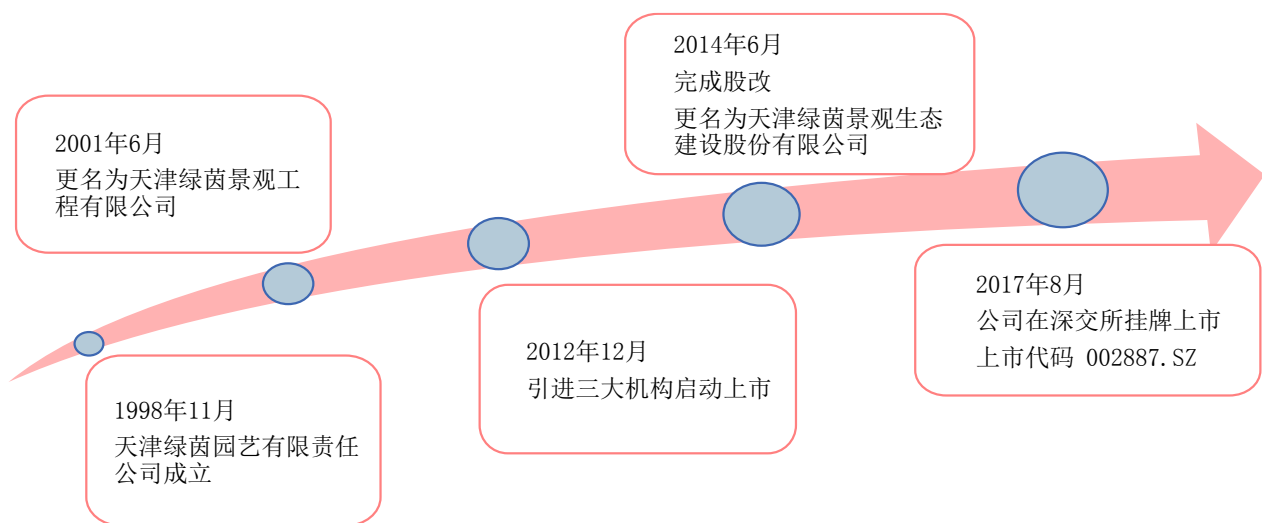 2014年6月
完成股改
更名为天津绿茵景观生态
建设股份有限公司
2001年6月
更名为天津绿茵景观工
程有限公司
2017年8月
公司在深交所挂牌上市
上市代码 002887.SZ
2012年12月
引进三大机构启动上市
1998年11月
天津绿茵园艺有限责任
公司成立